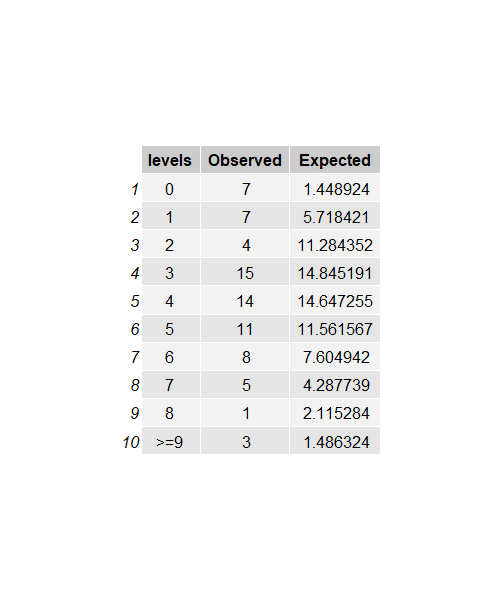 levels Observed Expected
1 0 7 1.448924
2 1 7 5.718421
3 2 4 11.284352
4 3 15 14.845191
5 4 14 14.647255
6 5 11 11.561567
7 6 8 7.604942
8 7 5 4.287739
9 8 1 2.115284
10 >=9 3 1.486324